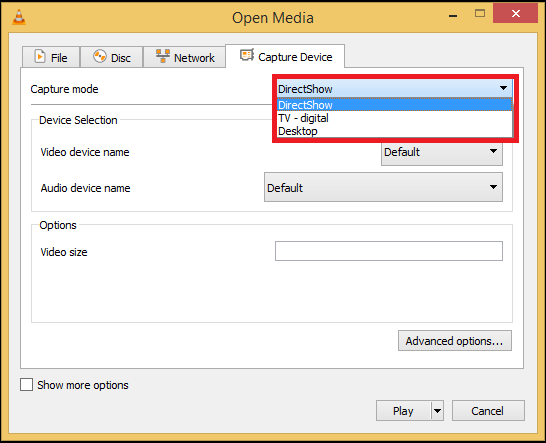 Open Media
File Disc Network Capture Device
Capture mode DirectShow
DirectShow
TV - digital
Desktop
Device Selection
Video device name Default
Audio device name Default
Options
Video size
Advanced options...
Show more options
Play Cancel